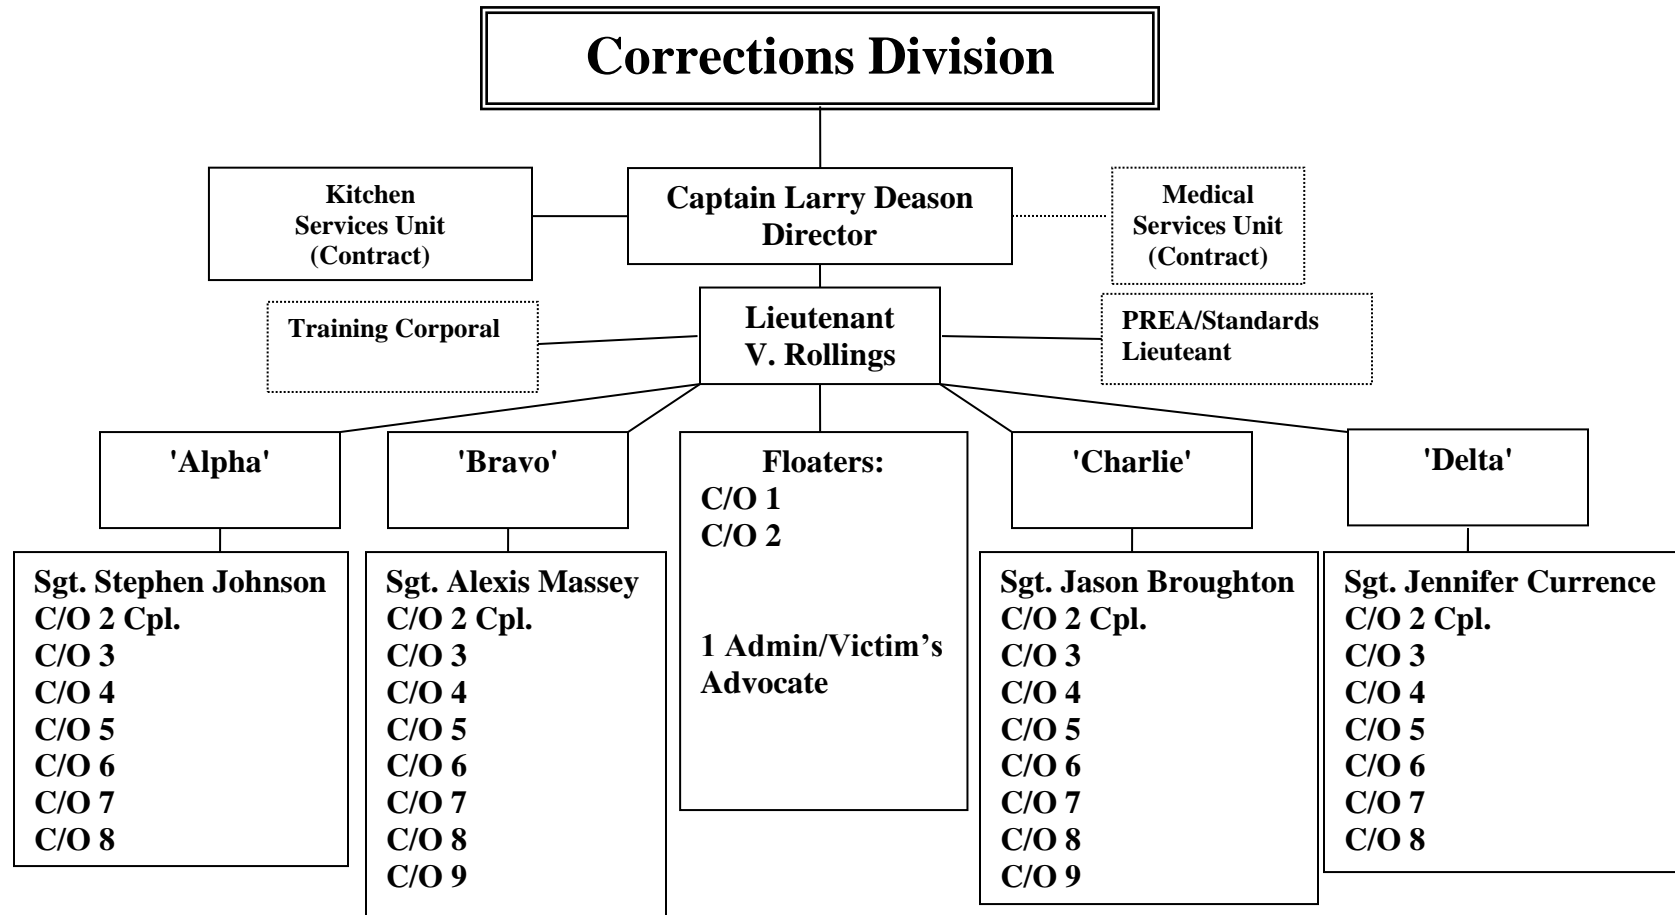 Corrections Division
Kitchen
Services Unit
(Contract)
Captain Larry Deason
Director
Medical
Services Unit
(Contract)
Training Corporal
Lieutenant
V. Rollings
PREA/Standards
Lieuteant
'Alpha'
'Bravo'
Floaters:
C/O 1
C/O 2
1 Admin/Victim’s
Advocate
'Charlie'
'Delta'
Sgt. Stephen Johnson
C/O 2 Cpl.
C/O 3
C/O 4
C/O 5
C/O 6
C/O 7
C/O 8
Sgt. Alexis Massey
C/O 2 Cpl.
C/O 3
C/O 4
C/O 5
C/O 6
C/O 7
C/O 8
C/O 9
Sgt. Jason Broughton
C/O 2 Cpl.
C/O 3
C/O 4
C/O 5
C/O 6
C/O 7
C/O 8
C/O 9
Sgt. Jennifer Currence
C/O 2 Cpl.
C/O 3
C/O 4
C/O 5
C/O 6
C/O 7
C/O 8